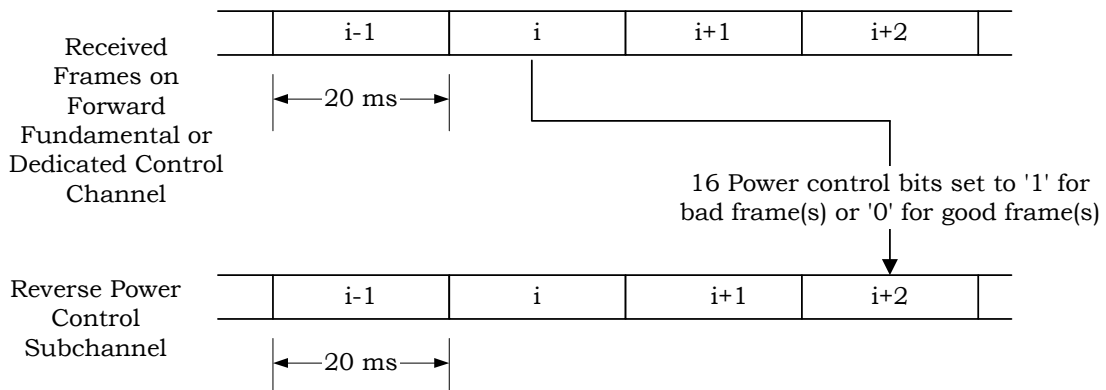 i-1 i i+1 i+2
Received
Frames on
Forward
Fundamental or
Dedicated Control
Channel
20 ms
16 Power control bits set to '1' for
bad frame(s) or '0' for good frame(s)
Reverse Power
Control
Subchannel
i-1 i i+1 i+2
20 ms